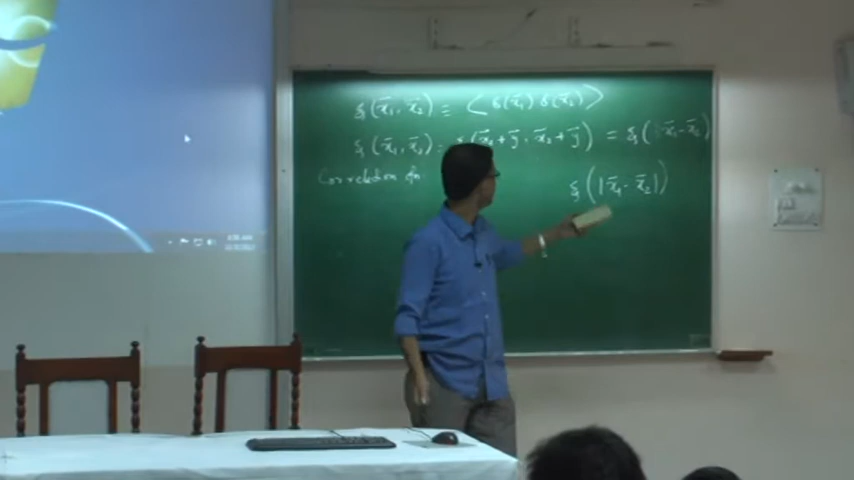 ξ(x̄₁, x̄₂) = ⟨δ(x̄₁) δ(x̄₂)⟩
ξ(x̄₁, x̄₂) = ξ(x̄₁+ȳ, x̄₂+ȳ) = ξ(x̄₁-x̄₂)
Correlation fn
ξ(|x̄₁-x̄₂|)